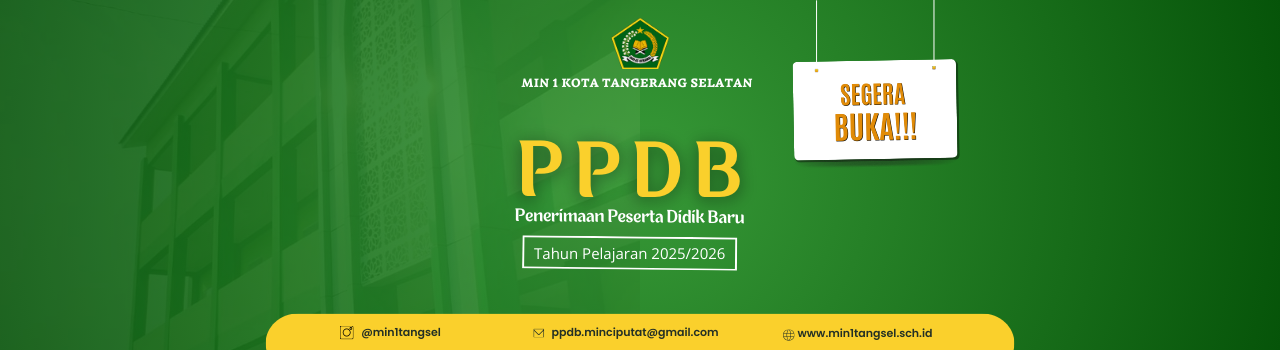 MIN 1 KOTA TANGERANG SELATAN
SEGERA
BUKA!!!
PPDB
Penerimaan Peserta Didik Baru
Tahun Pelajaran 2025/2026
@min1tangsel
ppdb.minciputat@gmail.com
www.min1tangsel.sch.id